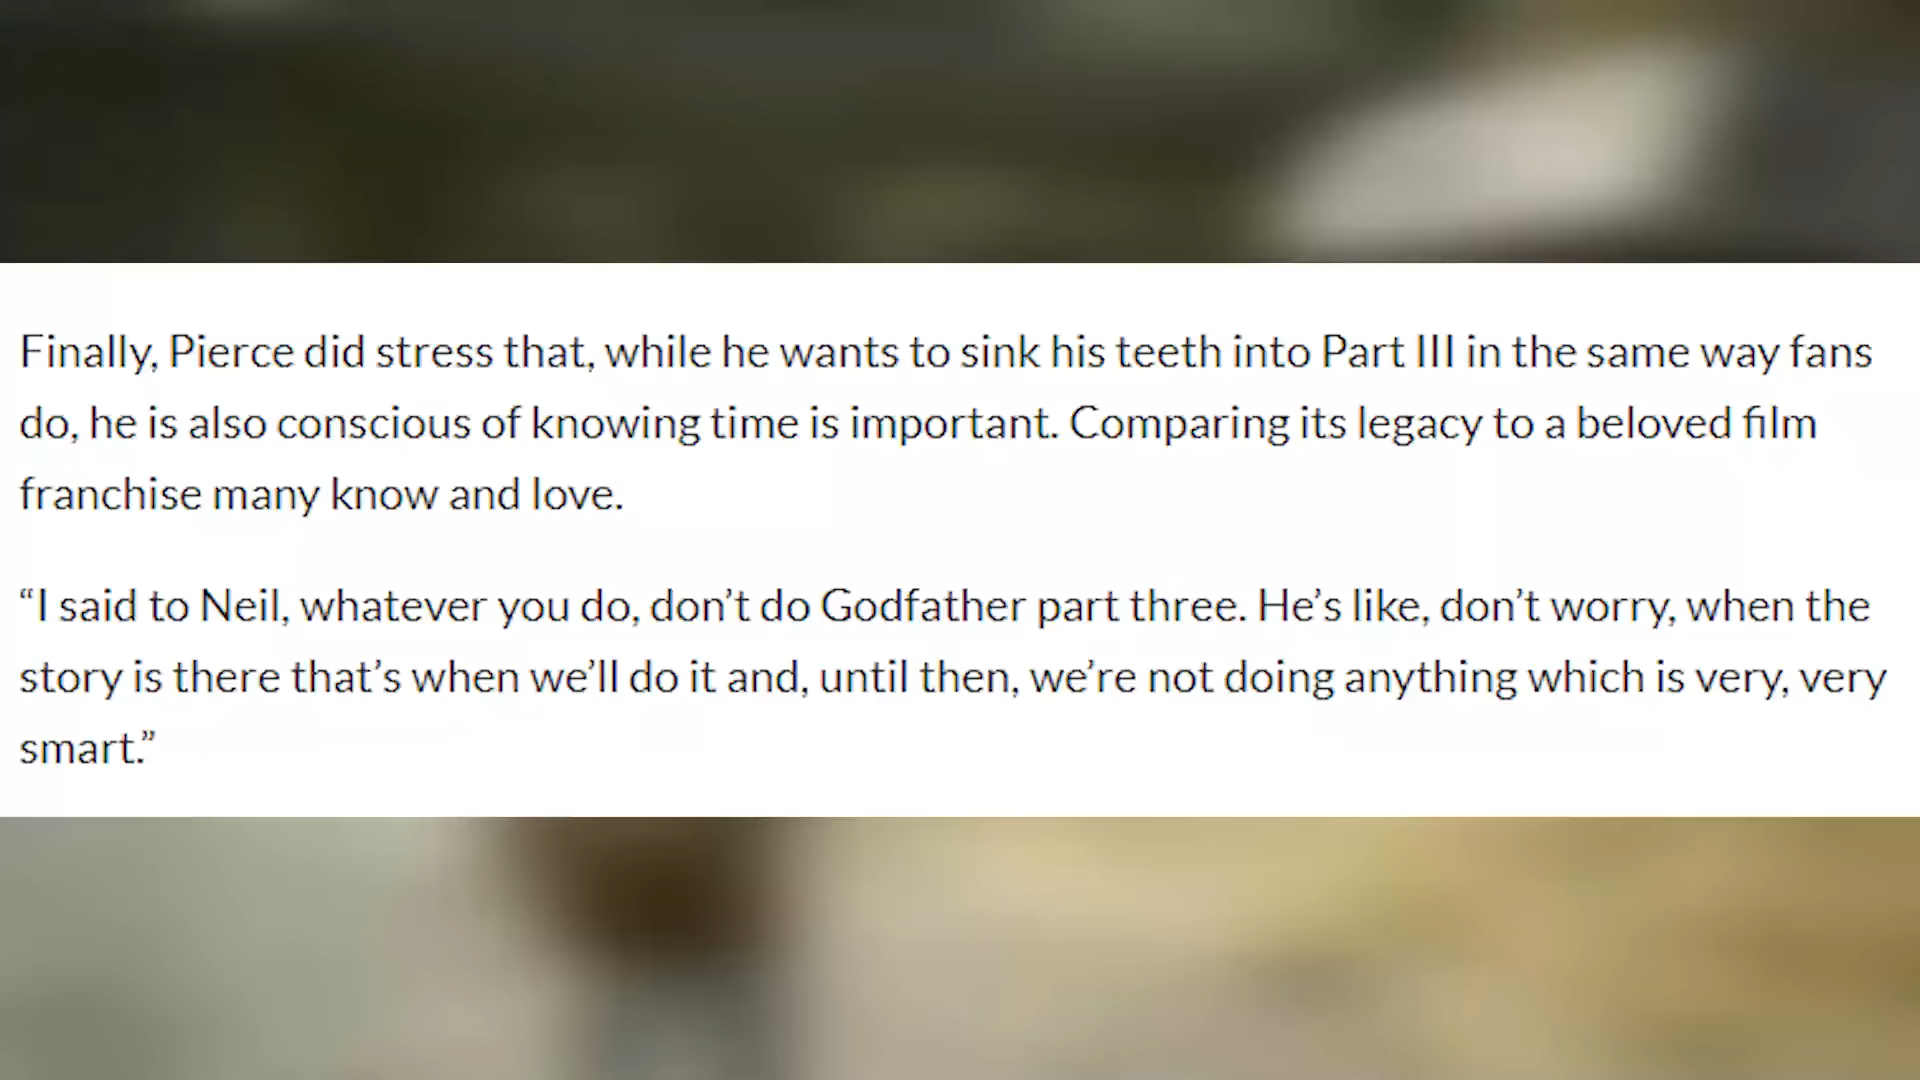 Finally, Pierce did stress that, while he wants to sink his teeth into Part III in the same way fans
do, he is also conscious of knowing time is important. Comparing its legacy to a beloved film
franchise many know and love.
“I said to Neil, whatever you do, don’t do Godfather part three. He’s like, don’t worry, when the
story is there that’s when we’ll do it and, until then, we’re not doing anything which is very, very
smart.”